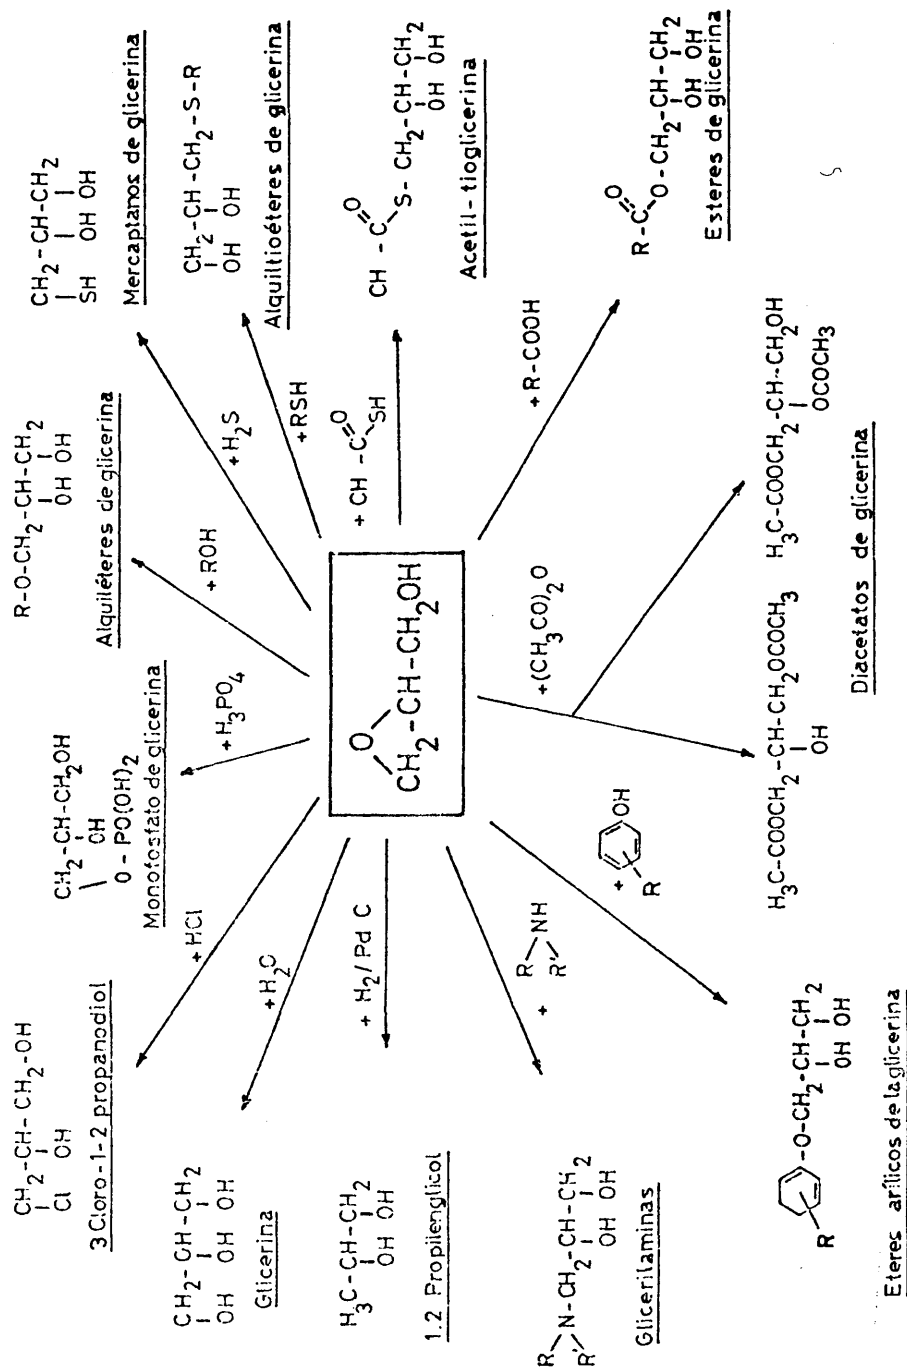 CH2-CH-CH2-OH
Cl OH
3 Cloro-1-2 propanodiol
+HCl
CH2-CH-CH2OH
OH
O-PO(OH)2
Monofosfato de glicerina
+H3PO4
R-O-CH2-CH-CH2
OH OH
Alquiléteres de glicerina
+ROH
CH2-CH-CH2
SH OH OH
Mercaptanos de glicerina
+H2S
CH2-CH-CH2-S-R
OH OH
Alquiltioéteres de glicerina
+RSH
CH2-CH-CH2
OH OH OH
Glicerina
+H2O
H3C-CH-CH2
OH OH
1.2 Propilenglicol
+ H2/Pd C
O
CH2-CH-CH2OH
+ CH -C
O
SH
CH -C
O
S-CH2-CH-CH2
OH OH
Acetil-tioglicerina
R
R'
N-CH2-CH-CH2
OH OH
Glicerilaminas
+
R
R'
NH
+(CH3CO)2O
+R-COOH
R-C
O
O-CH2-CH-CH2
OH OH
Esteres de glicerina
R
-O-CH2-CH-CH2
OH OH
Eteres arílicos de la glicerina
+
R
OH
H3C-COOCH2-CH-CH2OCOCH3
OH
H3C-COOCH2-CH-CH2OH
OCOCH3
Diacetatos de glicerina